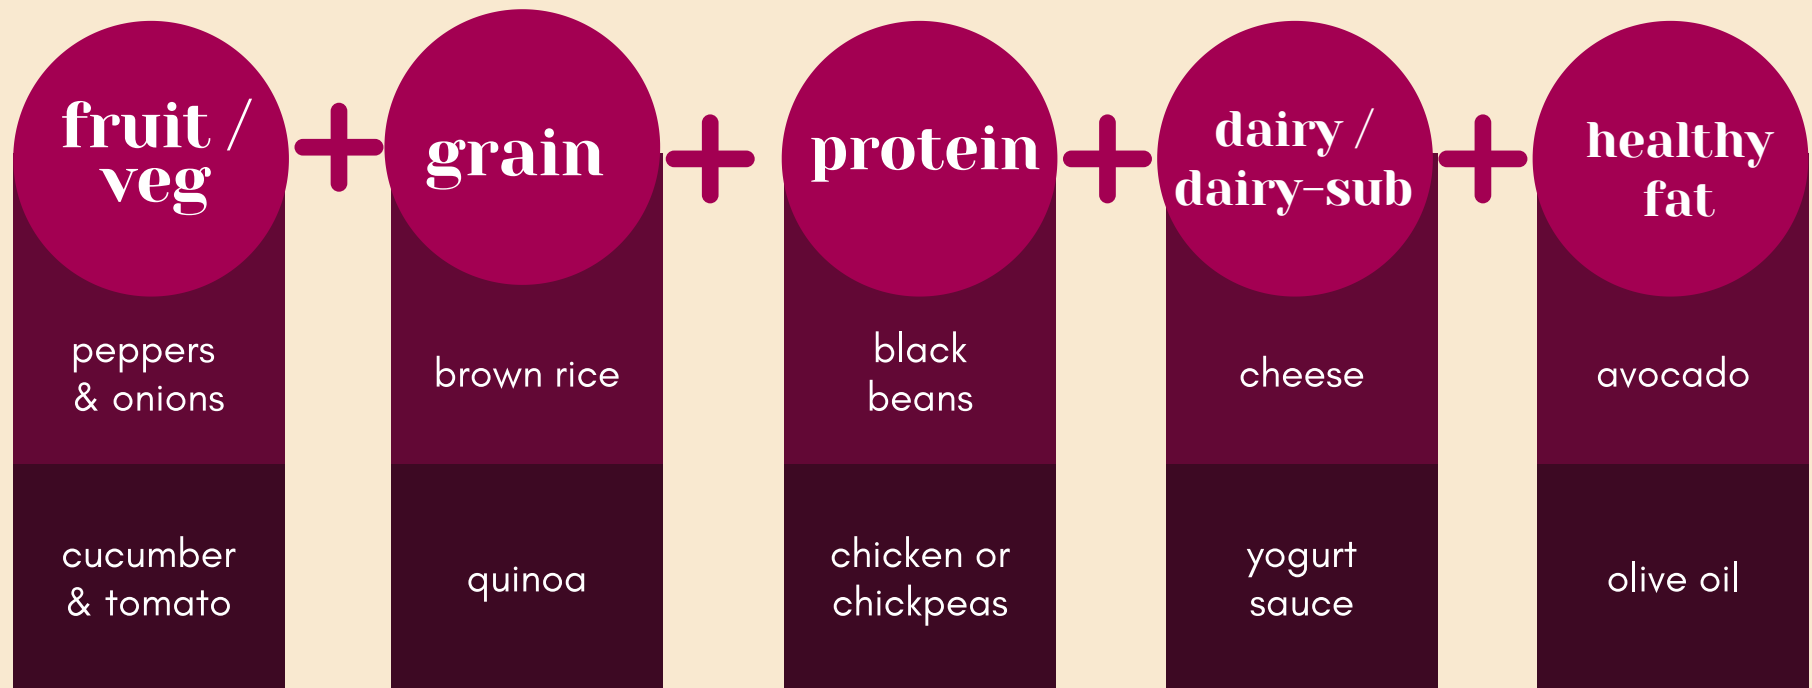 fruit /
veg
+
grain
+
protein
+
dairy /
dairy-sub
+
healthy
fat
peppers
& onions
brown rice
black
beans
cheese
avocado
cucumber
& tomato
quinoa
chicken or
chickpeas
yogurt
sauce
olive oil